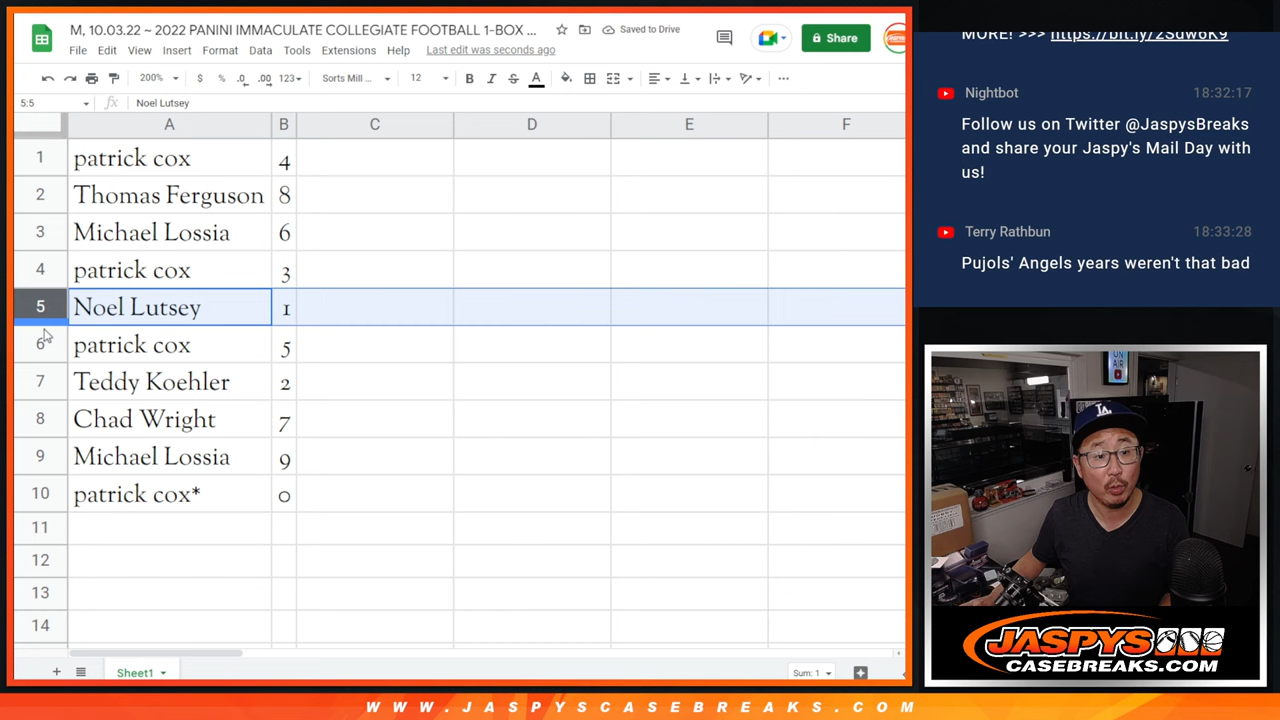 M, 10.03.22 ~ 2022 PANINI IMMACULATE COLLEGIATE FOOTBALL 1-BOX ...
Saved to Drive
File Edit View Insert Format Data Tools Extensions Help Last edit was seconds ago
Share
200% $ % .0 .00 123 Sorts Mill ... 12 B I S A
5:5 fx Noel Lutsey
A B C D E F
1 patrick cox 4
2 Thomas Ferguson 8
3 Michael Lossia 6
4 patrick cox 3
5 Noel Lutsey 1
6 patrick cox 5
7 Teddy Koehler 2
8 Chad Wright 7
9 Michael Lossia 9
10 patrick cox* 0
11
12
13
14
Sheet1
Sum: 1
MORE! >>> https://bit.ly/2Sdw6K9
Nightbot 18:32:17
Follow us on Twitter @JaspysBreaks
and share your Jaspy's Mail Day with
us!
Terry Rathbun 18:33:28
Pujols' Angels years weren't that bad
ON AIR
LA
JASPYS
CASEBREAKS.COM
WWW.JASPYSCASEBREAKS.COM